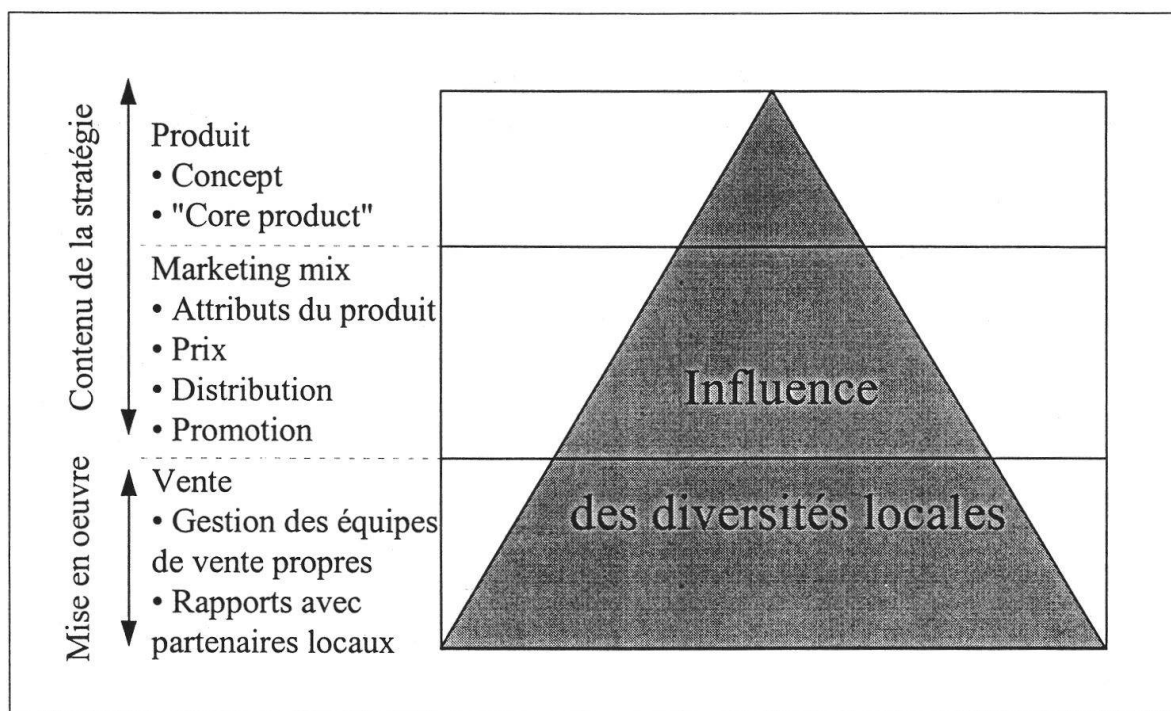 Contenu de la stratégie
Produit
• Concept
• "Core product"
Marketing mix
• Attributs du produit
• Prix
• Distribution
• Promotion
Mise en oeuvre
Vente
• Gestion des équipes
de vente propres
• Rapports avec
partenaires locaux
Influence
des diversités locales